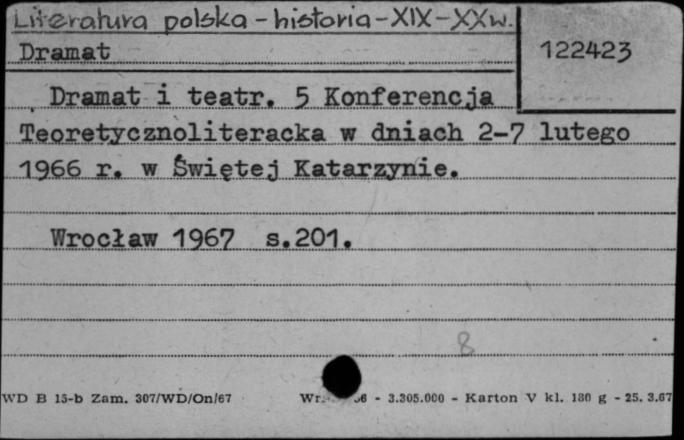 Literatura polska - historia - XIX - XXw.
Dramat
122423
Dramat i teatr. 5 Konferencja
Teoretycznoliteracka w dniach 2-7 lutego
1966 r. w Świętej Katarzynie.
Wrocław 1967 s.201.
8
WD B 15-b Zam. 307/WD/On/67 - 3.305.000 - Karton V kl. 180 g - 25. 3.67